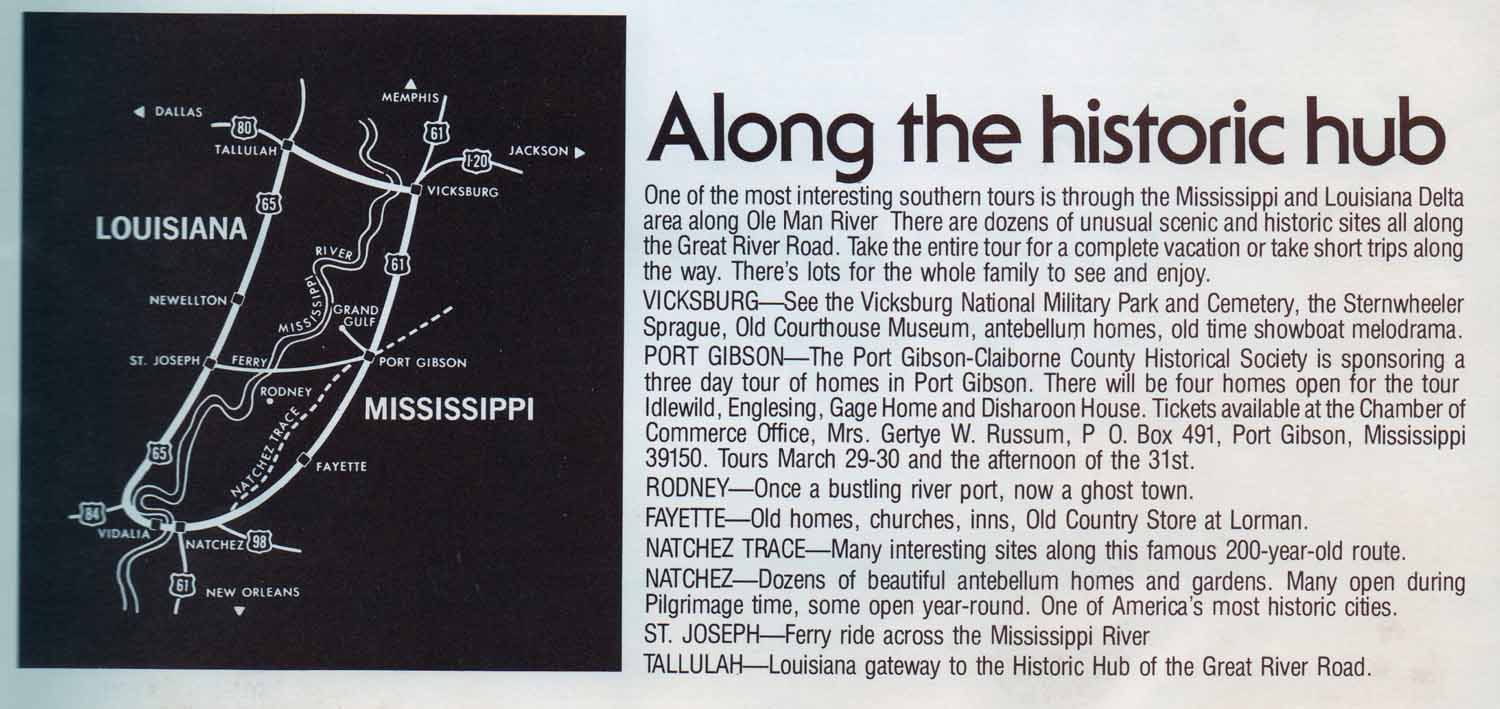 DALLAS
MEMPHIS
80
61
TALLULAH
I-20
JACKSON
VICKSBURG
65
LOUISIANA
RIVER
61
MISSISSIPPI
NEWELLTON
GRAND
GULF
ST. JOSEPH
FERRY
PORT GIBSON
RODNEY
MISSISSIPPI
NATCHEZ TRACE
65
FAYETTE
84
VIDALIA
NATCHEZ
98
61
NEW ORLEANS
Along the historic hub
One of the most interesting southern tours is through the Mississippi and Louisiana Delta
area along Ole Man River There are dozens of unusual scenic and historic sites all along
the Great River Road. Take the entire tour for a complete vacation or take short trips along
the way. There's lots for the whole family to see and enjoy.
VICKSBURG—See the Vicksburg National Military Park and Cemetery, the Sternwheeler
Sprague, Old Courthouse Museum, antebellum homes, old time showboat melodrama.
PORT GIBSON—The Port Gibson-Claiborne County Historical Society is sponsoring a
three day tour of homes in Port Gibson. There will be four homes open for the tour
Idlewild, Englesing, Gage Home and Disharoon House. Tickets available at the Chamber of
Commerce Office, Mrs. Gertye W. Russum, P O. Box 491, Port Gibson, Mississippi
39150. Tours March 29-30 and the afternoon of the 31st.
RODNEY—Once a bustling river port, now a ghost town.
FAYETTE—Old homes, churches, inns, Old Country Store at Lorman.
NATCHEZ TRACE—Many interesting sites along this famous 200-year-old route.
NATCHEZ—Dozens of beautiful antebellum homes and gardens. Many open during
Pilgrimage time, some open year-round. One of America's most historic cities.
ST. JOSEPH—Ferry ride across the Mississippi River
TALLULAH—Louisiana gateway to the Historic Hub of the Great River Road.